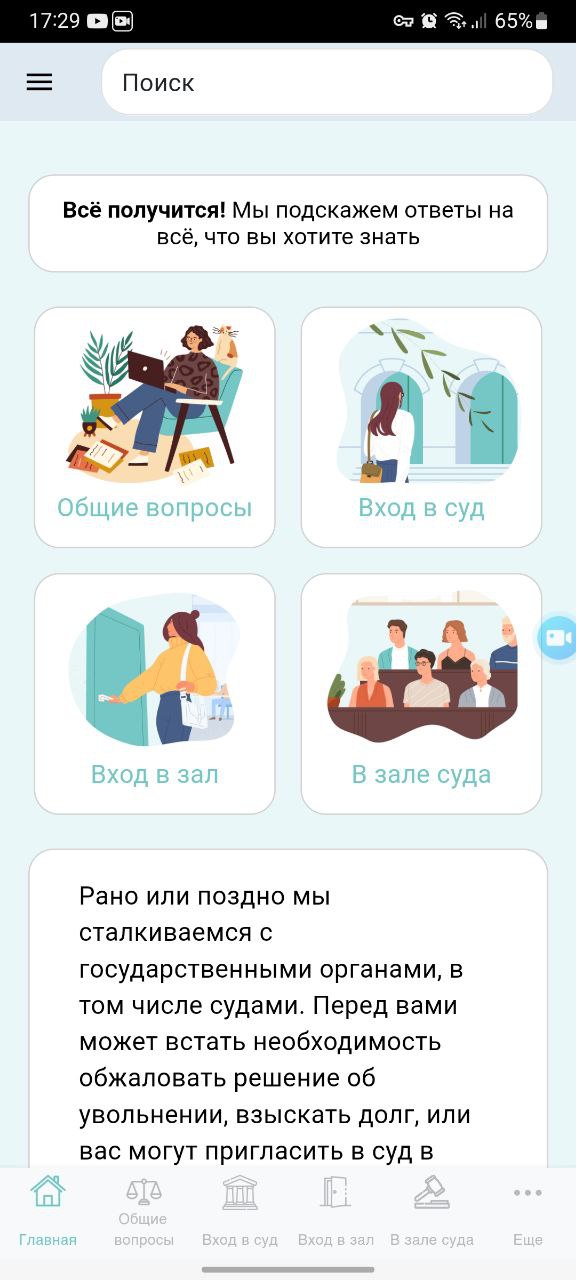 17:29
65%
Поиск
Всё получится! Мы подскажем ответы на
всё, что вы хотите знать
Общие вопросы
Вход в суд
Вход в зал
В зале суда
Рано или поздно мы
сталкиваемся с
государственными органами, в
том числе судами. Перед вами
может встать необходимость
обжаловать решение об
увольнении, взыскать долг, или
вас могут пригласить в суд в
Главная
Общие
вопросы
Вход в суд
Вход в зал
В зале суда
Еще